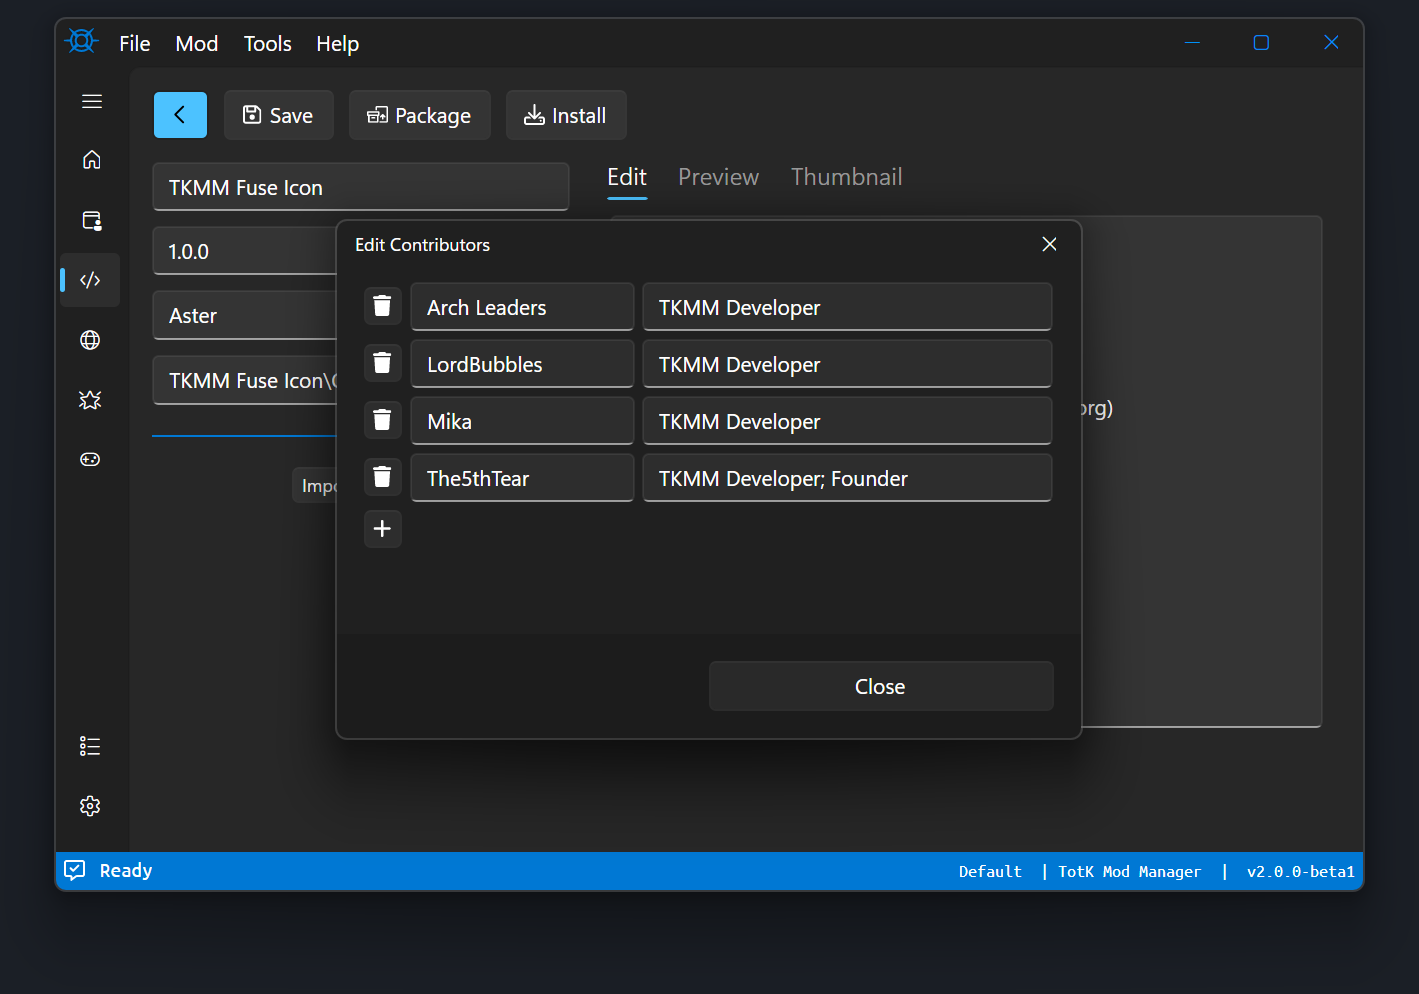 File Mod Tools Help
Save Package Install
TKMM Fuse Icon
Edit Preview Thumbnail
1.0.0
Aster
TKMM Fuse Icon\
Edit Contributors
Arch Leaders TKMM Developer
LordBubbles TKMM Developer
Mika TKMM Developer
The5thTear TKMM Developer; Founder
Close
Ready
Default | TotK Mod Manager | v2.0.0-beta1